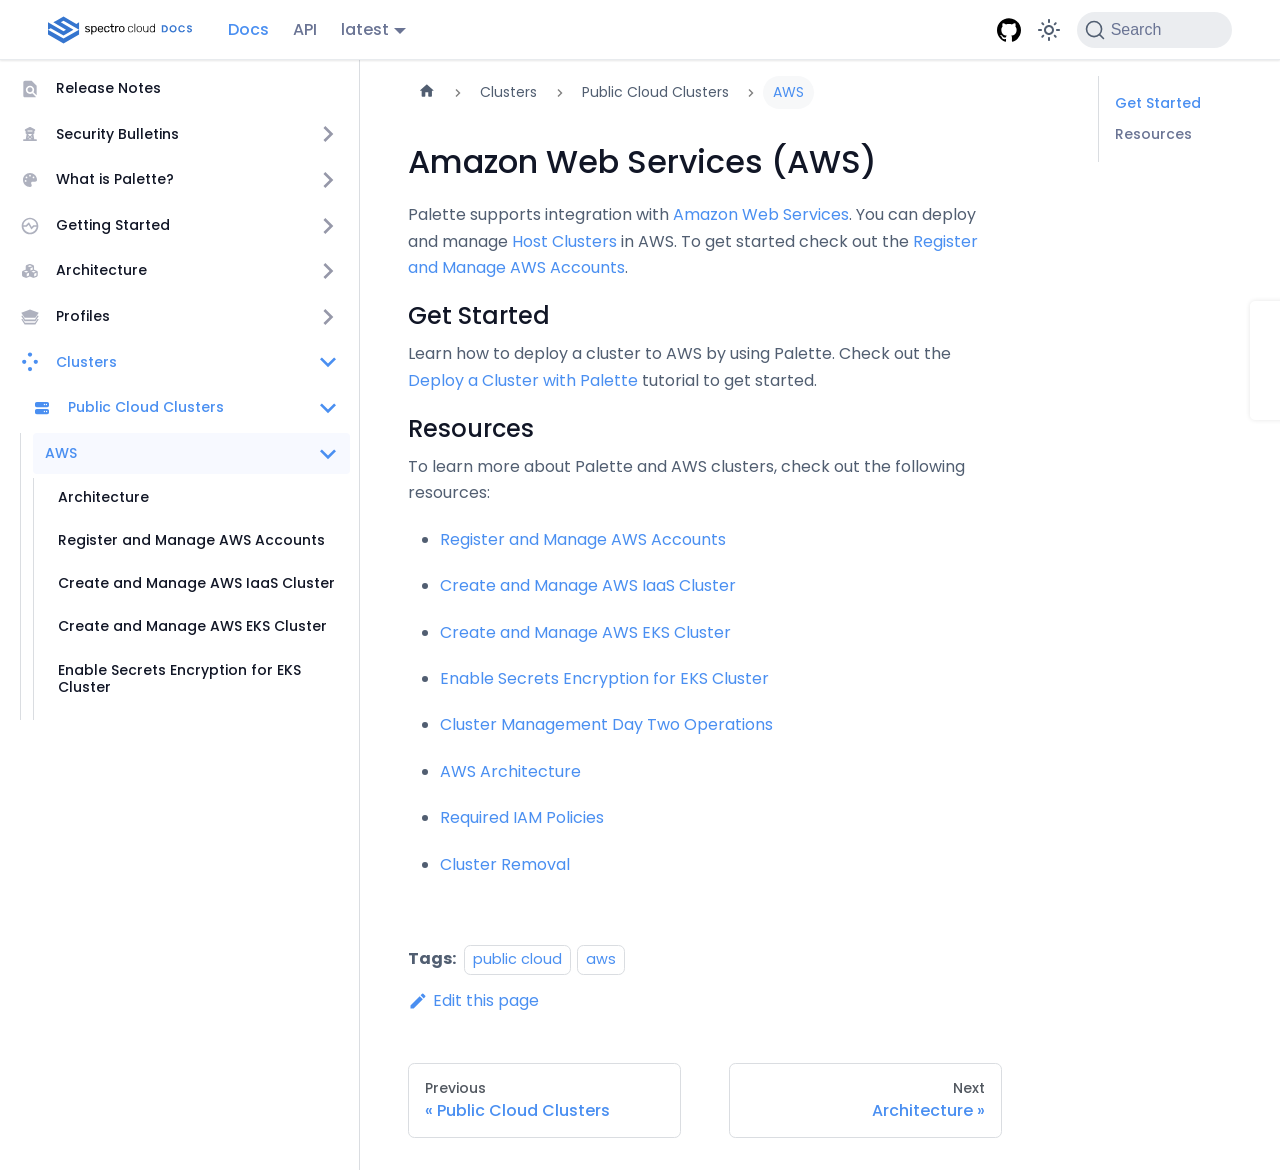 spectro cloud DOCS
Docs
API
latest
Search
Release Notes
Security Bulletins
What is Palette?
Getting Started
Architecture
Profiles
Clusters
Public Cloud Clusters
AWS
Architecture
Register and Manage AWS Accounts
Create and Manage AWS IaaS Cluster
Create and Manage AWS EKS Cluster
Enable Secrets Encryption for EKS
Cluster
Clusters
Public Cloud Clusters
AWS
Amazon Web Services (AWS)
Palette supports integration with Amazon Web Services. You can deploy
and manage Host Clusters in AWS. To get started check out the Register
and Manage AWS Accounts.
Get Started
Learn how to deploy a cluster to AWS by using Palette. Check out the
Deploy a Cluster with Palette tutorial to get started.
Resources
To learn more about Palette and AWS clusters, check out the following
resources:
Register and Manage AWS Accounts
Create and Manage AWS IaaS Cluster
Create and Manage AWS EKS Cluster
Enable Secrets Encryption for EKS Cluster
Cluster Management Day Two Operations
AWS Architecture
Required IAM Policies
Cluster Removal
Tags: public cloud aws
Edit this page
Previous
« Public Cloud Clusters
Next
Architecture »
Get Started
Resources